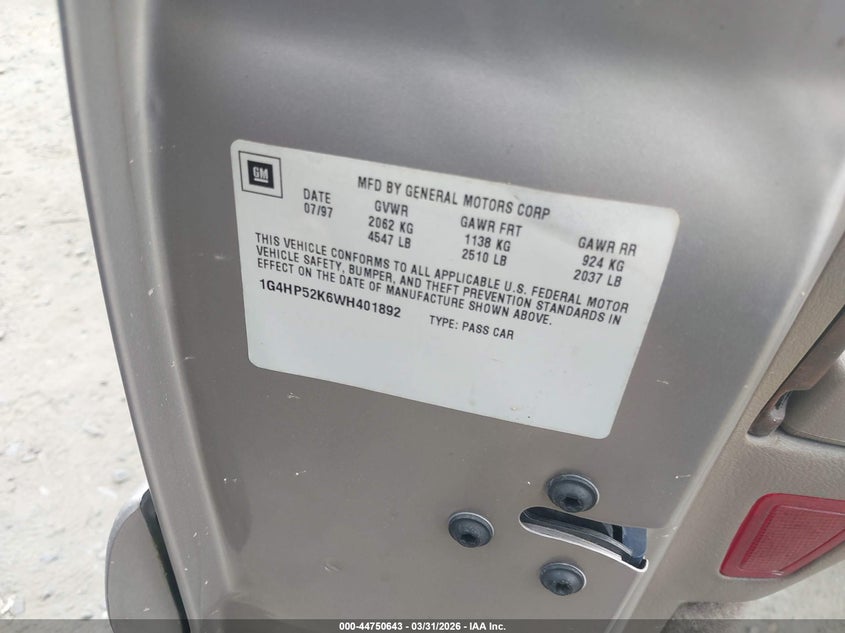 GM
MFD BY GENERAL MOTORS CORP
DATE GVWR GAWR FRT GAWR RR
07/97 2062 KG 1138 KG 924 KG
4547 LB 2510 LB 2037 LB
THIS VEHICLE CONFORMS TO ALL APPLICABLE U.S. FEDERAL MOTOR
VEHICLE SAFETY, BUMPER, AND THEFT PREVENTION STANDARDS IN
EFFECT ON THE DATE OF MANUFACTURE SHOWN ABOVE.
1G4HP52K6WH401892 TYPE: PASS CAR
000-44750643 - 03/31/2026 - IAA Inc.